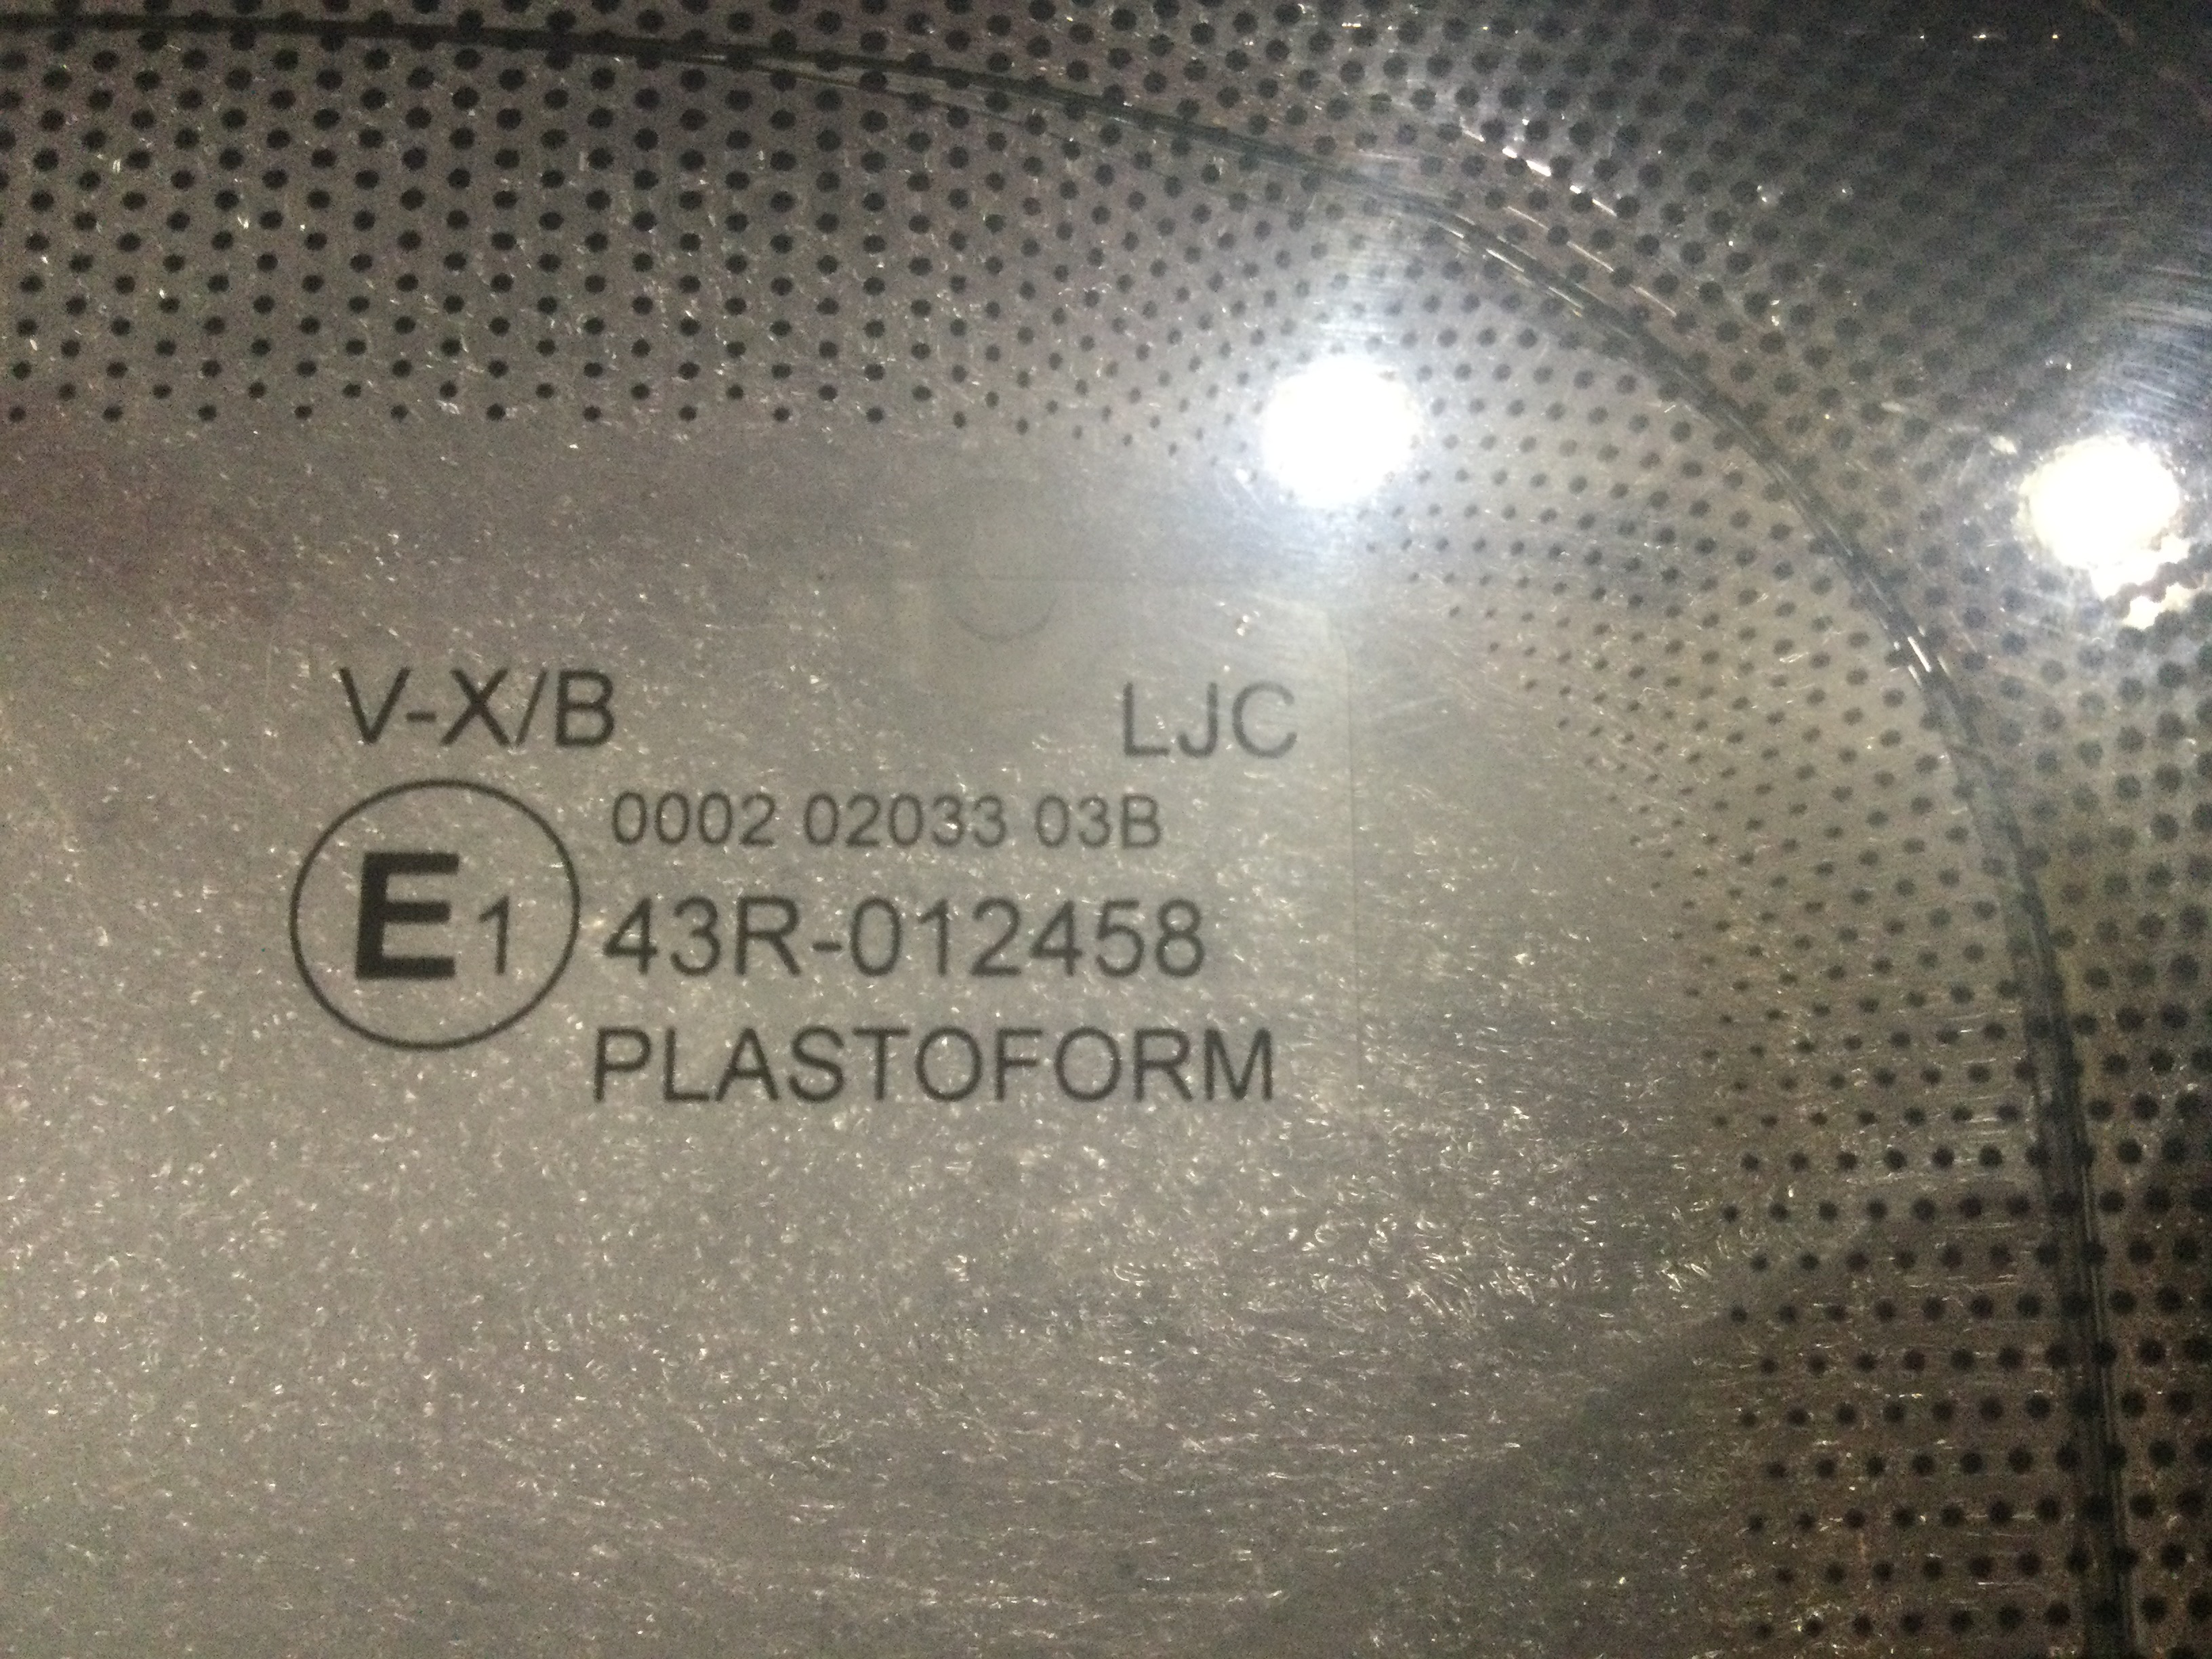 V-X/B LJC
0002 02033 03B
E1 43R-012458
PLASTOFORM